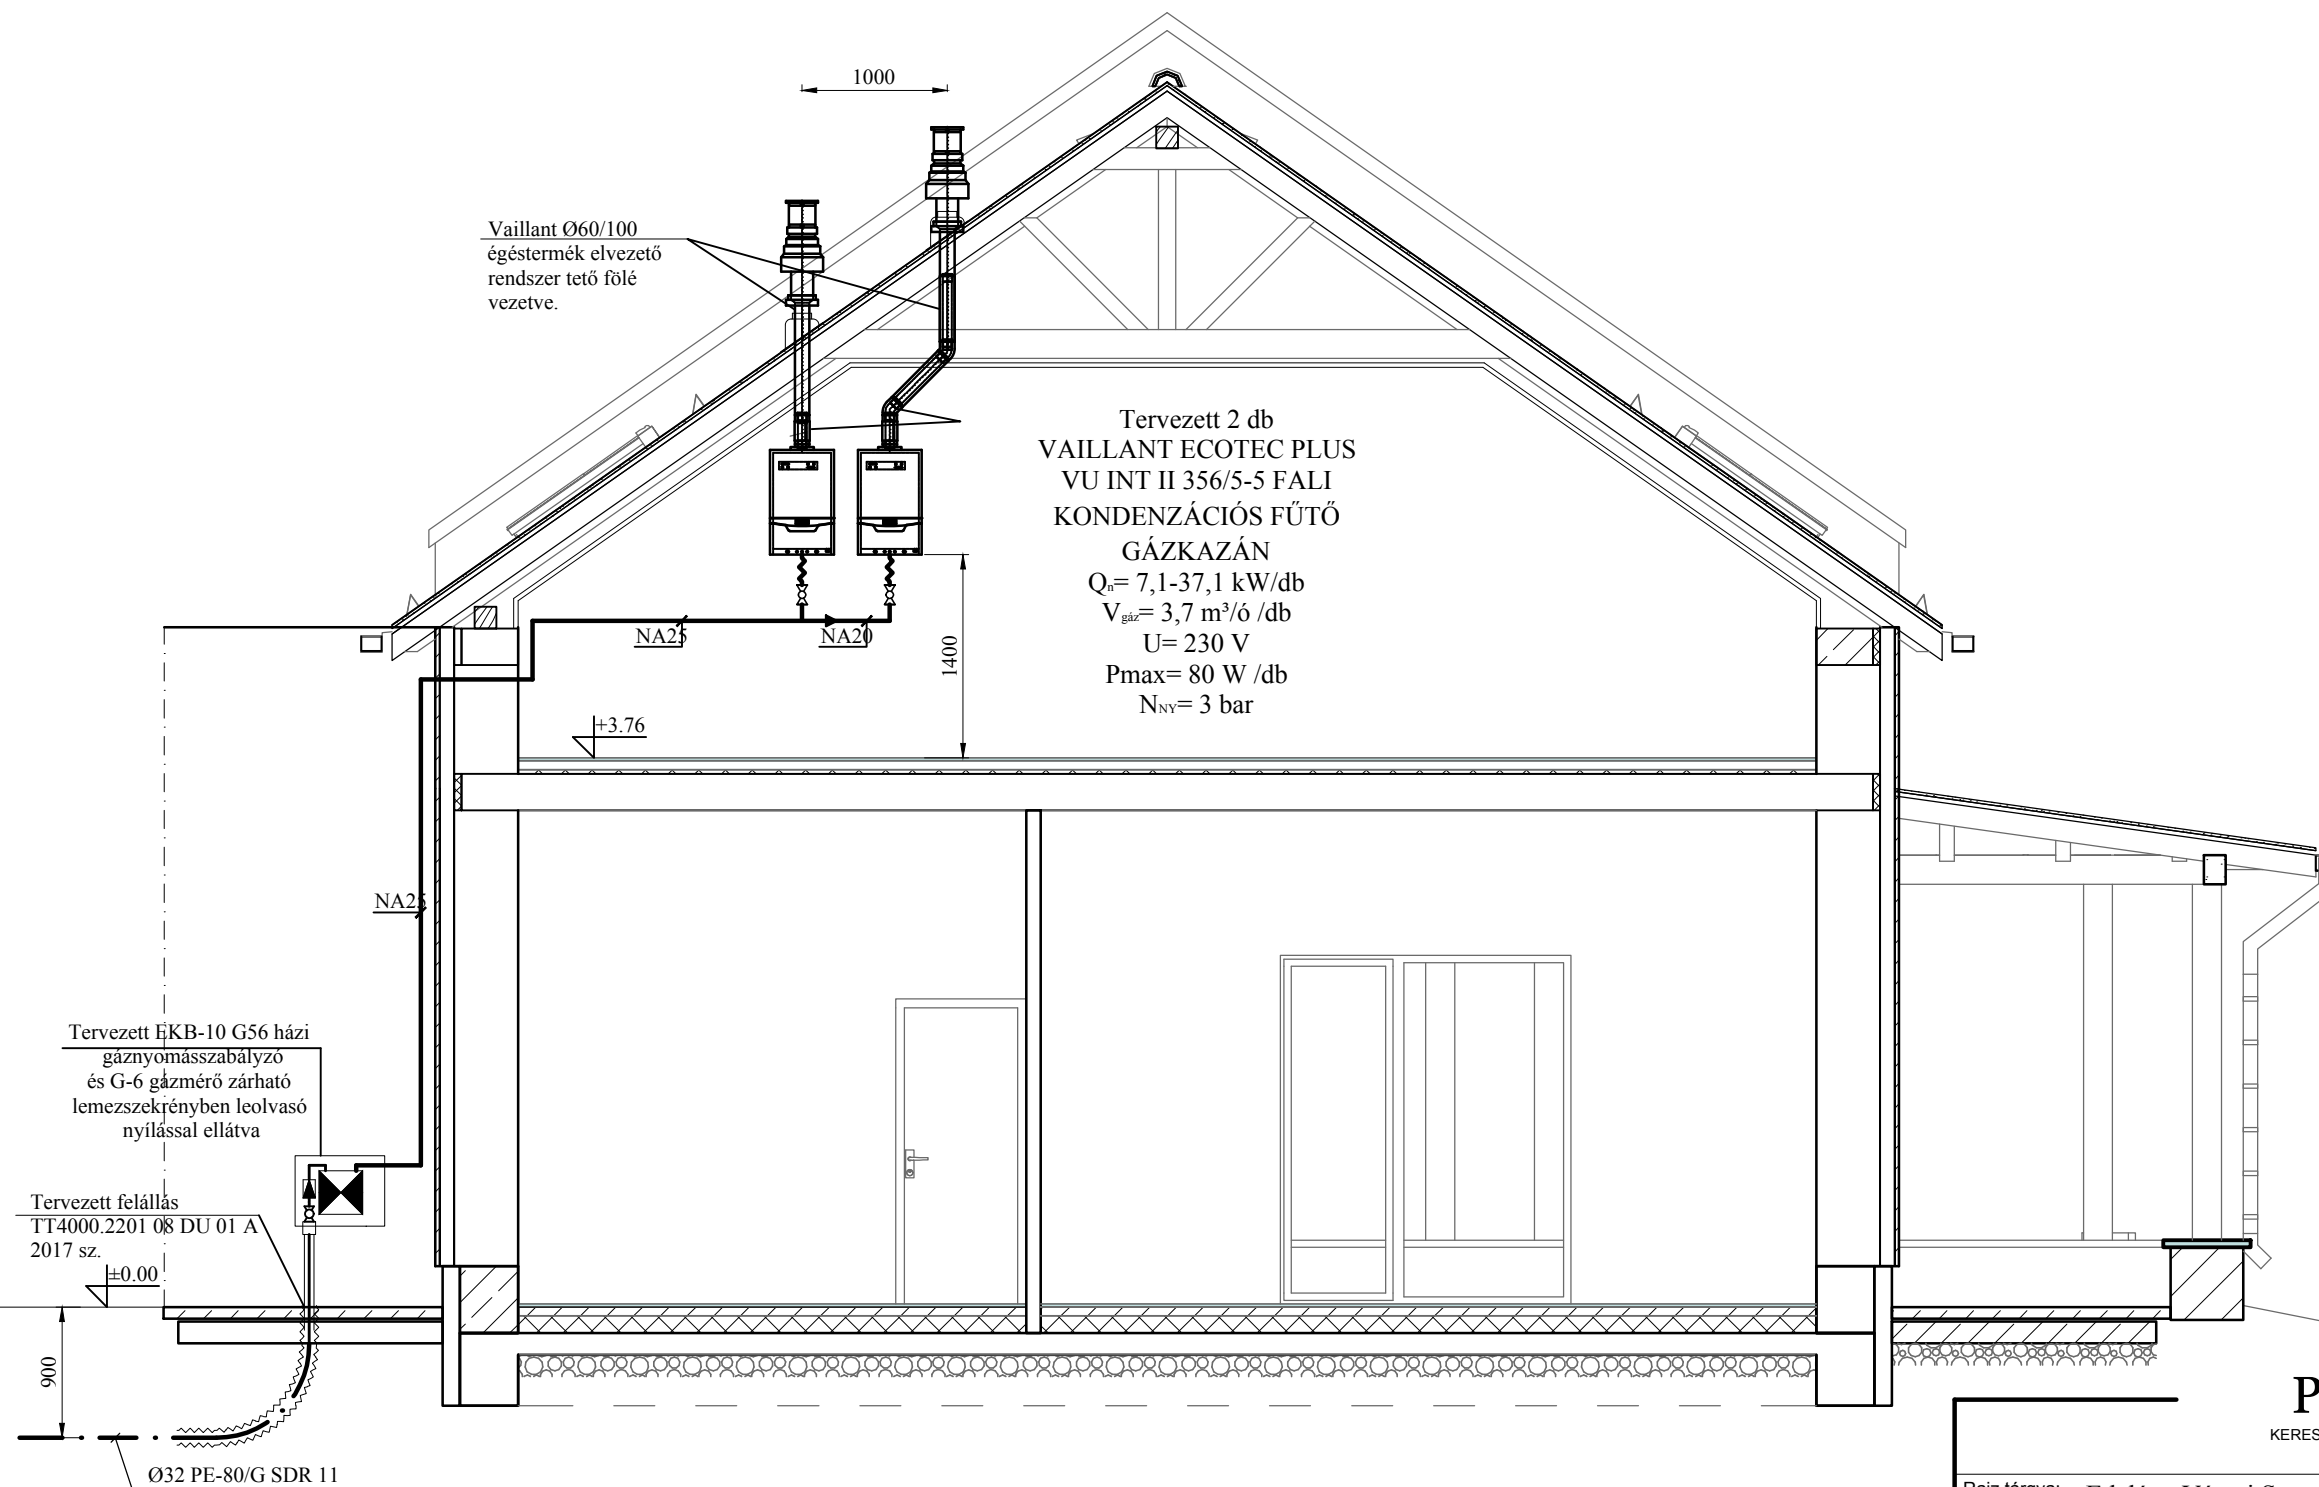 1000
Vaillant Ø60/100
égéstermék elvezető
rendszer tető fölé
vezetve.
Tervezett 2 db
VAILLANT ECOTEC PLUS
VU INT II 356/5-5 FALI
KONDENZÁCIÓS FŰTŐ
GÁZKAZÁN
Qn= 7,1-37,1 kW/db
Vgáz= 3,7 m³/ó /db
U= 230 V
Pmax= 80 W /db
NNY= 3 bar
NA25
NA20
1400
+3.76
NA25
Tervezett EKB-10 G56 házi
gáznyomásszabályzó
és G-6 gázmérő zárható
lemezszekrényben leolvasó
nyílással ellátva
Tervezett felállás
TT4000.2201 08 DU 01 A
2017 sz.
±0.00
900
Ø32 PE-80/G SDR 11
P
KERES